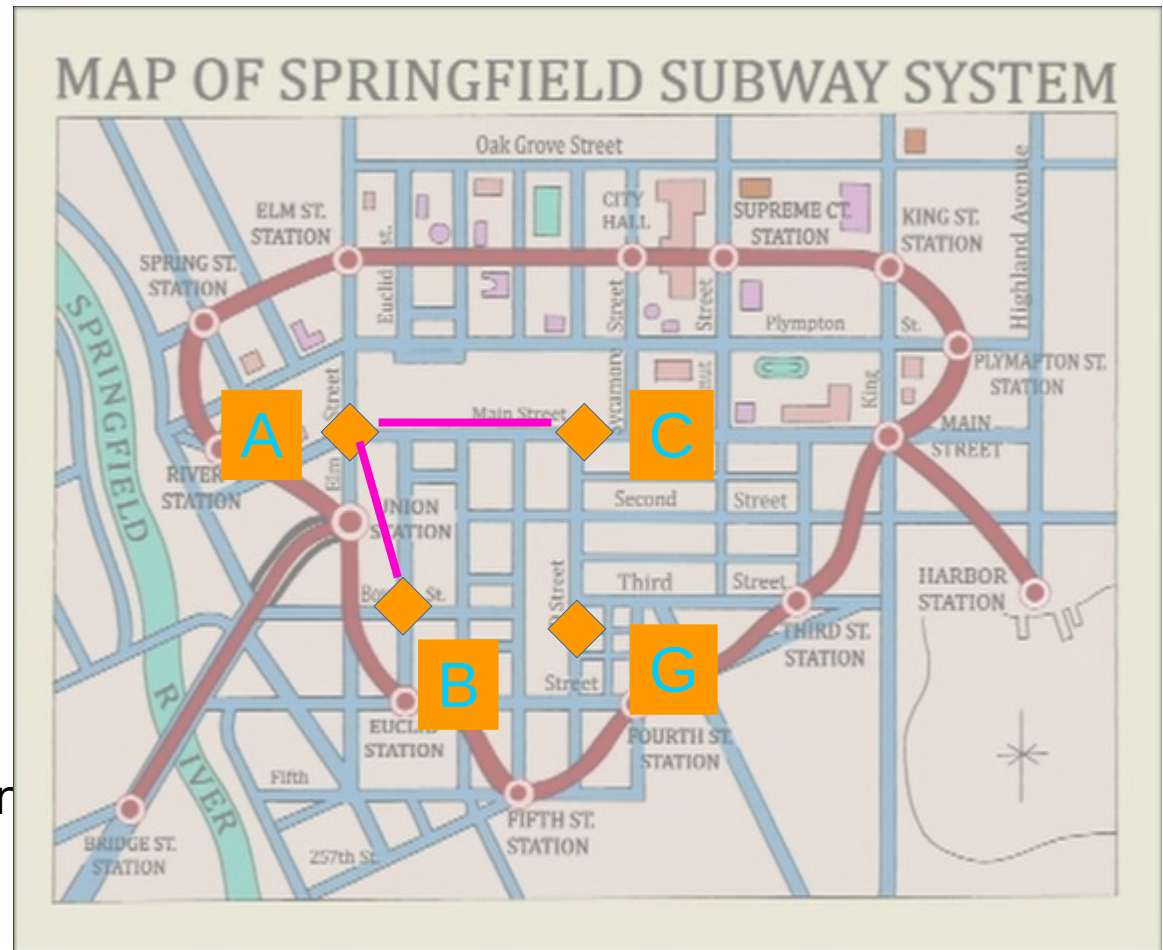 MAP OF SPRINGFIELD SUBWAY SYSTEM
Oak Grove Street
ELM ST.
STATION
CITY
HALL
SUPREME CT.
STATION
KING ST.
STATION
Highland Avenue
SPRING ST.
STATION
Euclid
st.
Street
Street
Plympton
St.
SPRINGFIELD
PLYMAPTON ST.
STATION
Street
Main Street
Sycamare
King
A
C
MAIN
STREET
RIVER
STATION
Elm
UNION
STATION
Second
Street
Street
St.
Third
Street
HARBOR
STATION
THIRD ST.
STATION
B
G
Street
RIVER
EUCLID
STATION
FOURTH ST.
STATION
Fifth
FIFTH ST.
STATION
BRIDGE ST.
STATION
257th St.